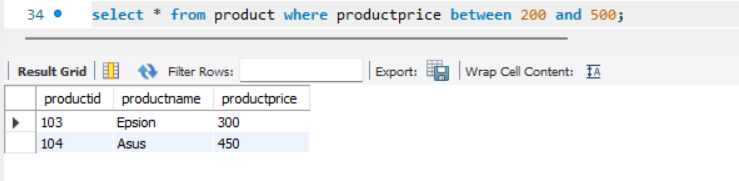 34 select * from product where productprice between 200 and 500;
Result Grid Filter Rows: Export: Wrap Cell Content: IA
productid productname productprice
103 Epsion 300
104 Asus 450